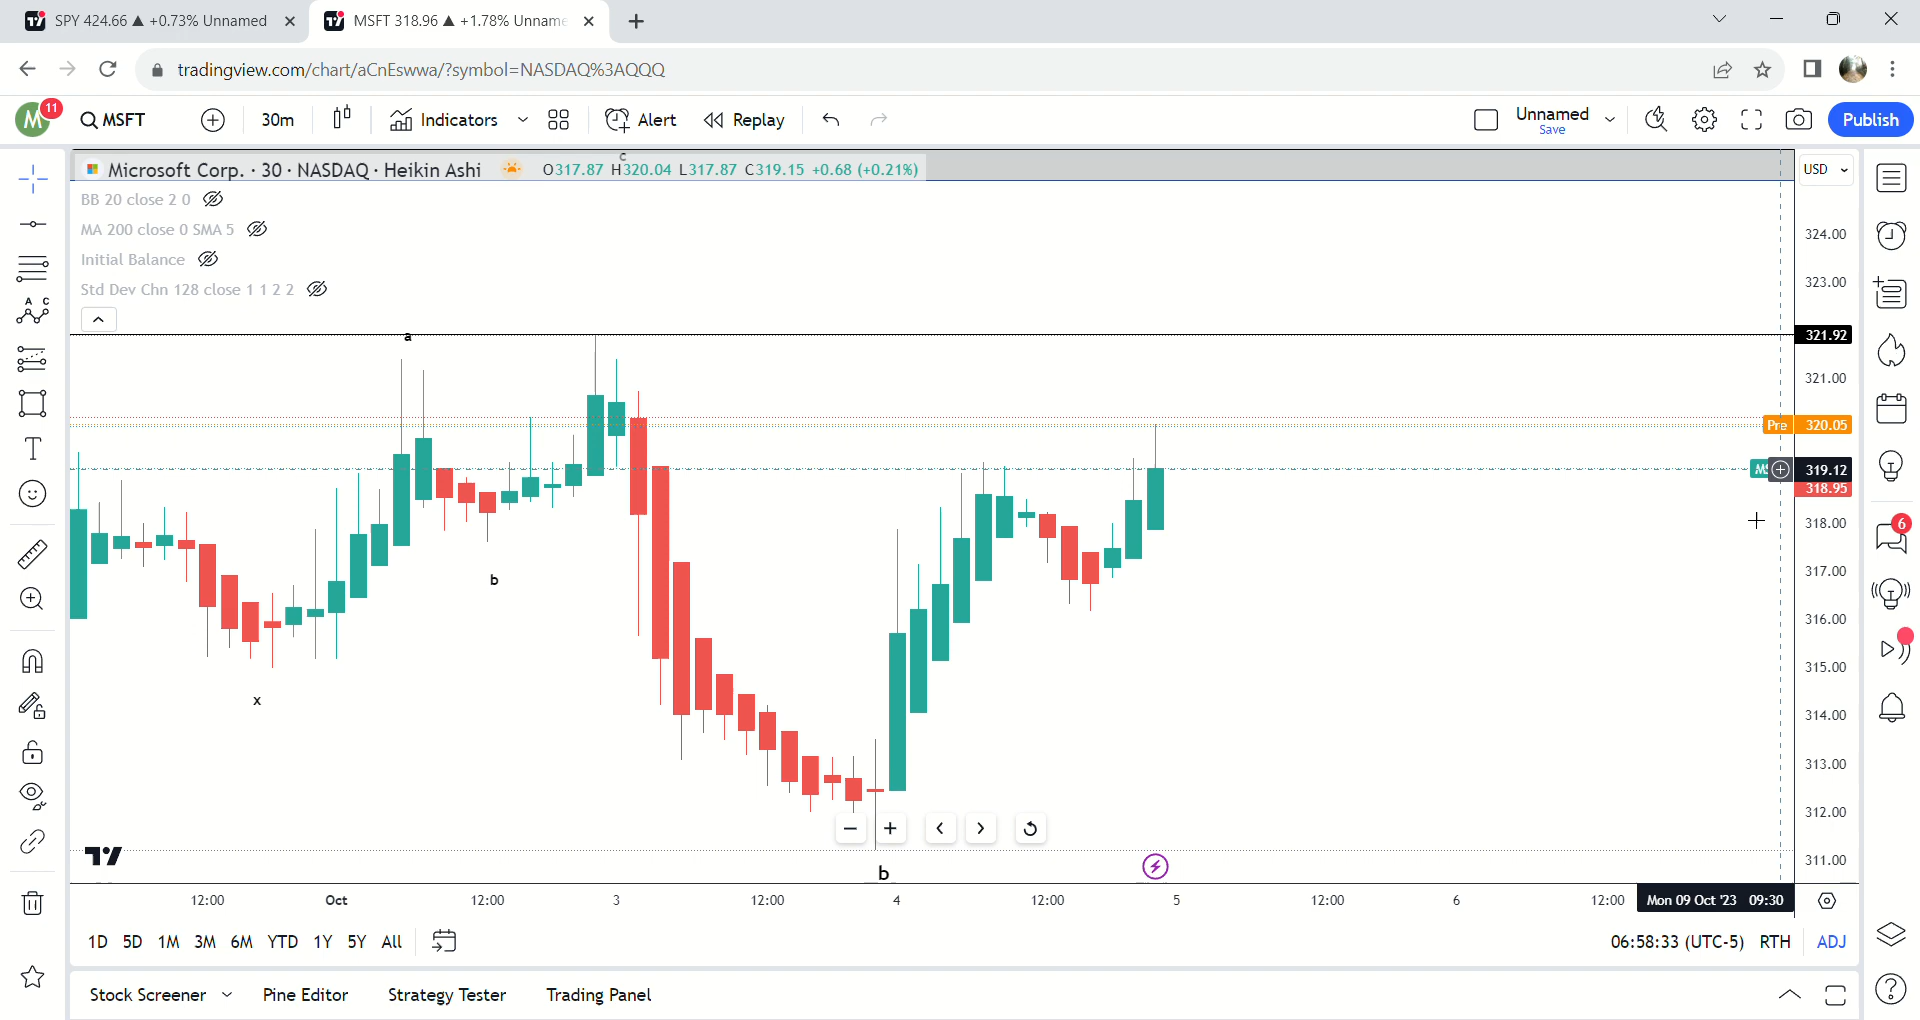 SPY 424.66 ▲ +0.73% Unnamed
MSFT 318.96 ▲ +1.78% Unname
tradingview.com/chart/aCnEswwa/?symbol=NASDAQ%3AQQQ
M
11
MSFT
30m
Indicators
Alert
Replay
Unnamed
Save
Publish
c
Microsoft Corp. · 30 · NASDAQ · Heikin Ashi
O317.87 H320.04 L317.87 C319.15 +0.68 (+0.21%)
USD
BB 20 close 2 0
MA 200 close 0 SMA 5
Initial Balance
Std Dev Chn 128 close 1 1 2 2
324.00
323.00
321.92
321.00
Pre 320.05
319.12
318.95
318.00
317.00
316.00
315.00
314.00
313.00
312.00
311.00
a
b
x
b
A C
T
6
12:00
Oct
12:00
3
12:00
4
12:00
5
12:00
6
12:00
Mon 09 Oct '23 09:30
1D 5D 1M 3M 6M YTD 1Y 5Y All
06:58:33 (UTC-5) RTH ADJ
Stock Screener
Pine Editor
Strategy Tester
Trading Panel